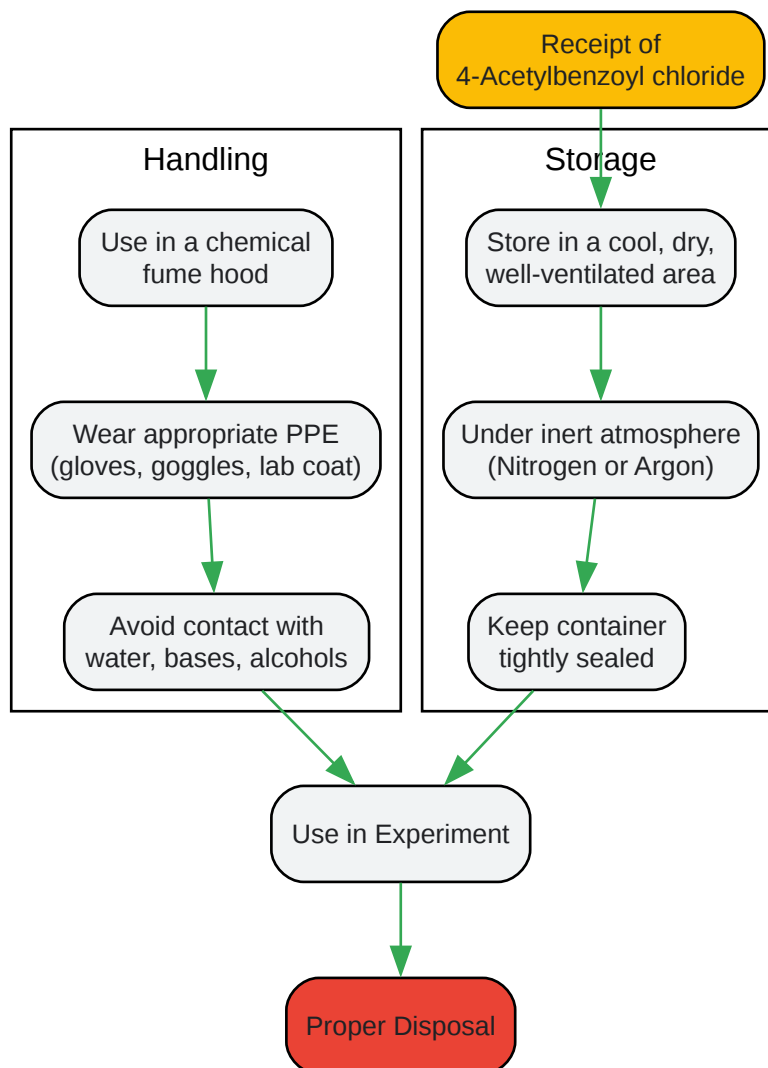 Receipt of
4-Acetylbenzoyl chloride
Handling
Use in a chemical
fume hood
Wear appropriate PPE
(gloves, goggles, lab coat)
Avoid contact with
water, bases, alcohols
Storage
Store in a cool, dry,
well-ventilated area
Under inert atmosphere
(Nitrogen or Argon)
Keep container
tightly sealed
Use in Experiment
Proper Disposal